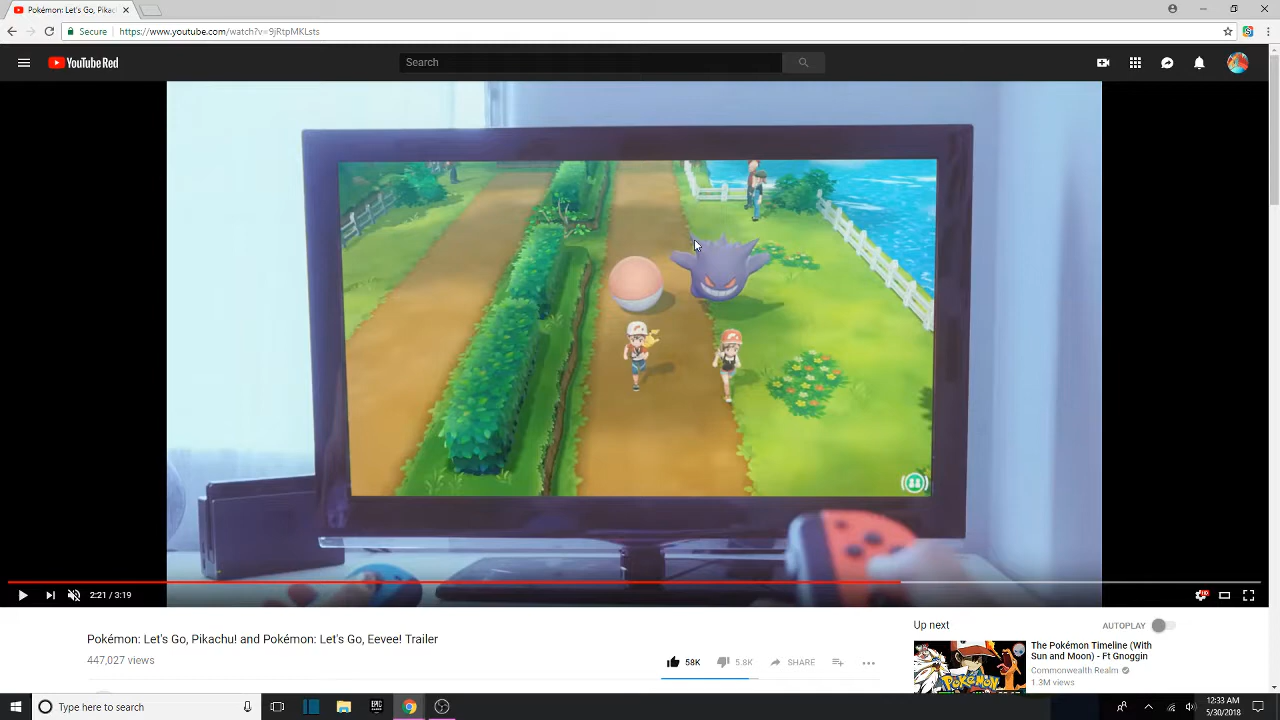 Pokémon: Let's Go, Pikac
Secure
https://www.youtube.com/watch?v=9jRtpMKLsts
YouTube Red
Search
2:21 / 3:19
HD
Pokémon: Let's Go, Pikachu! and Pokémon: Let's Go, Eevee! Trailer
447,027 views
58K
5.8K
SHARE
Up next
AUTOPLAY
POKÉMON
The Pokémon Timeline (With
Sun and Moon) - Ft Gnoggin
Commonwealth Realm
1.3M views
Type here to search
EPIC
12:33 AM
5/30/2018